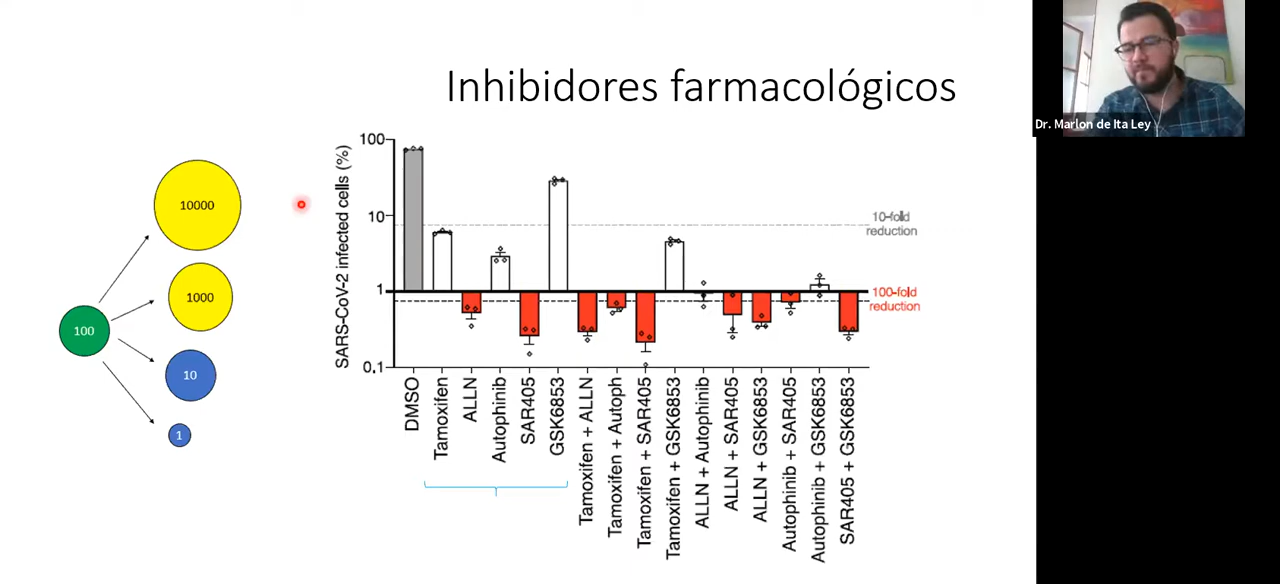 Inhibidores farmacológicos
Dr. Marlon de Ita Ley
10000
1000
100
10
1
SARS-CoV-2 infected cells (%)
100
10
1
0.1
10-fold
reduction
100-fold
reduction
DMSO
Tamoxifen
ALLN
Autophinib
SAR405
GSK6853
Tamoxifen + ALLN
Tamoxifen + Autoph
Tamoxifen + SAR405
Tamoxifen + GSK6853
ALLN + Autophinib
ALLN + SAR405
ALLN + GSK6853
Autophinib + SAR405
Autophinib + GSK6853
SAR405 + GSK6853